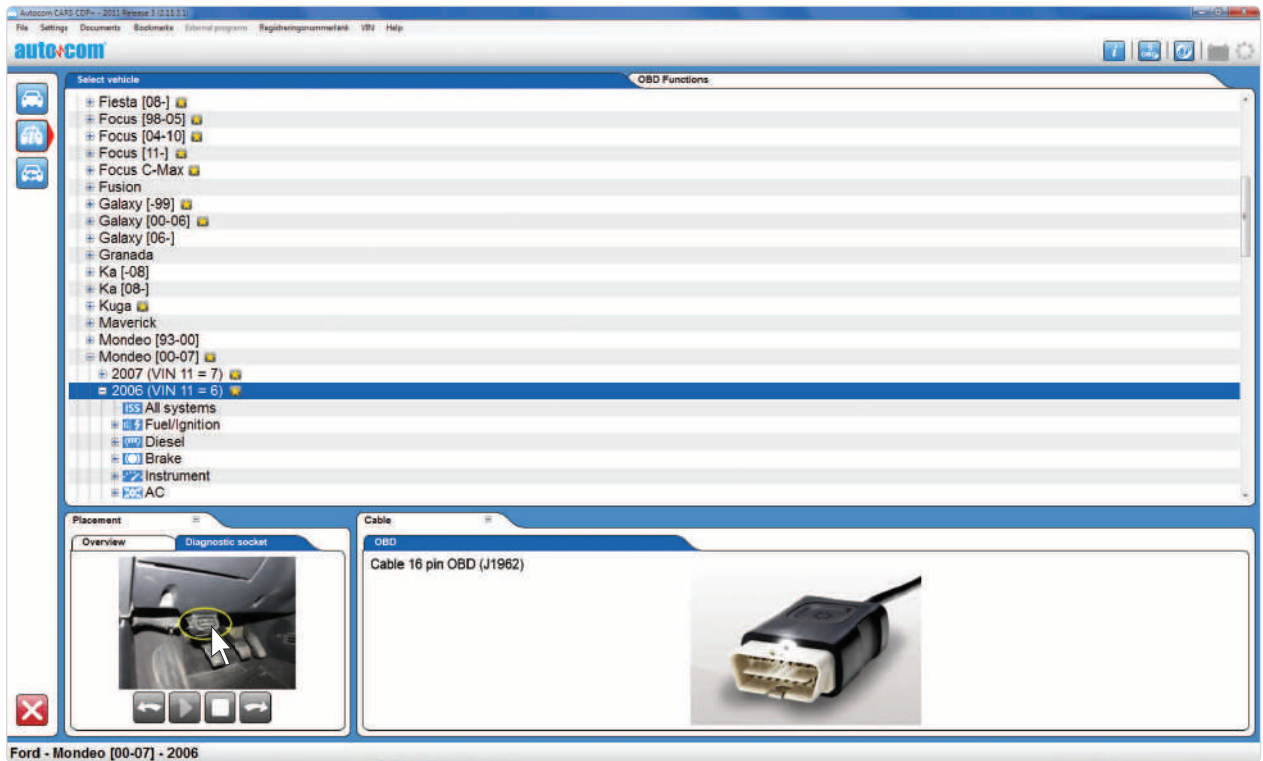 Autocom CARS CDP+ - 2011 Release 3 (2.11.3.1)
File Settings Documents Bookmarks External programs Registreringsnummerlänk VIN Help
auto com
Select vehicle
OBD Functions
Fiesta [08-]
Focus [98-05]
Focus [04-10]
Focus [11-]
Focus C-Max
Fusion
Galaxy [-99]
Galaxy [00-06]
Galaxy [06-]
Granada
Ka [-08]
Ka [08-]
Kuga
Maverick
Mondeo [93-00]
Mondeo [00-07]
2007 (VIN 11 = 7)
2006 (VIN 11 = 6)
ISS All systems
Fuel/Ignition
Diesel
Brake
Instrument
AC
Placement
Overview
Diagnostic socket
Cable
OBD
Cable 16 pin OBD (J1962)
Ford - Mondeo [00-07] - 2006